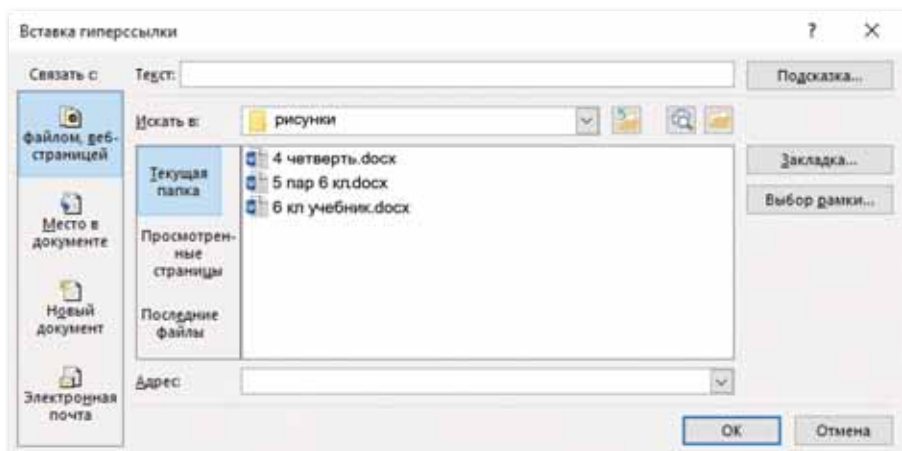 Вставка гиперссылки ? ×
Связать с: Текст: Подсказка...
файлом, веб-
страницей
Искать в: рисунки
Текущая
папка
4 четверть.docx
5 пар 6 кл.docx
6 кл учебник.docx
Закладка...
Выбор рамки...
Место в
документе
Просмотрен-
ные
страницы
Новый
документ
Последние
файлы
Электронная
почта
Адрес:
ОК Отмена